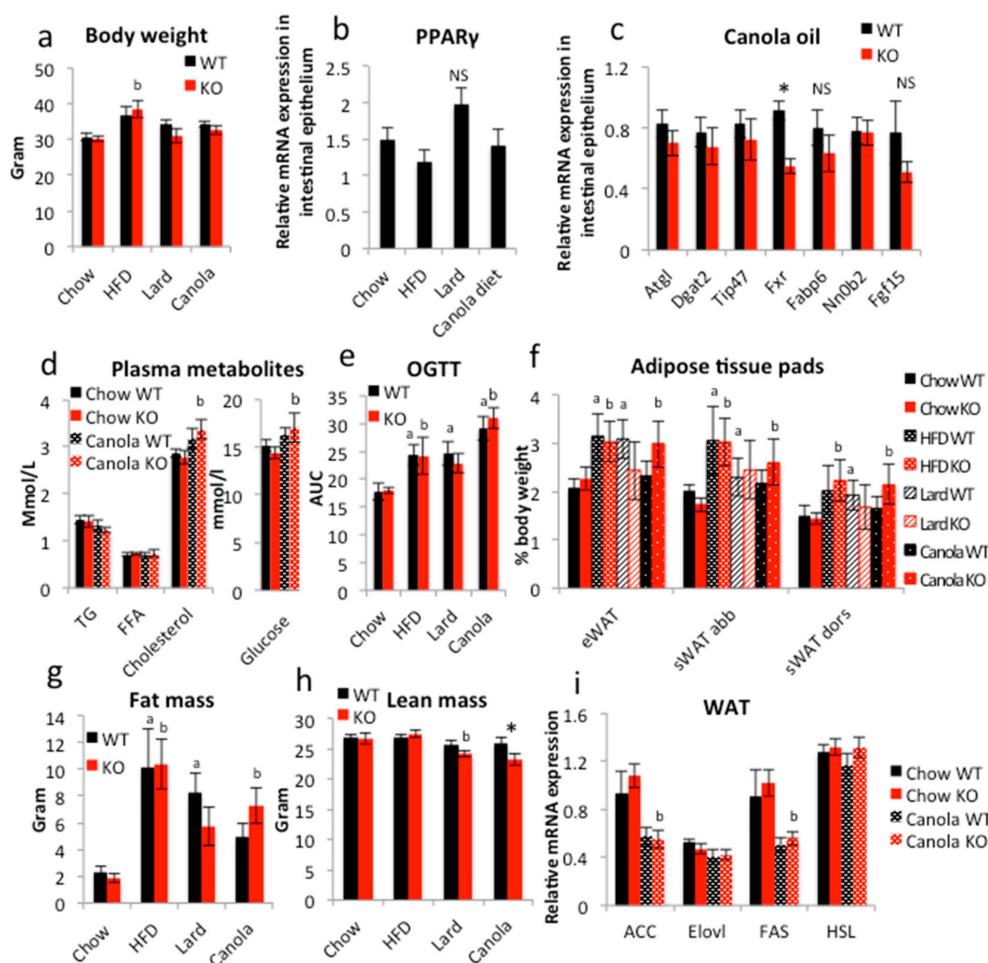 a
Body weight
50
40
30
20
10
0
Gram
b
WT
KO
Chow
HFD
Lard
Canola
b
PPARγ
2.5
2
1.5
1
0.5
0
Relative mRNA expression in
intestinal epithelium
NS
Chow
HFD
Lard
Canola diet
c
Canola oil
WT
KO
1.2
0.8
0.4
0
Relative mRNA expression in
intestinal epithelium
*
NS
NS
Atgl
Dgat2
Tip47
Fxr
Fabp6
Nn0b2
Fgf15
d
Plasma metabolites
Chow WT
Chow KO
Canola WT
Canola KO
4
3
2
1
0
Mmol/L
b
TG
FFA
Cholesterol
20
15
10
5
0
mmol/l
b
Glucose
e
OGTT
WT
KO
35
30
25
20
15
10
5
0
AUC
a b a a b
Chow
HFD
Lard
Canola
f
Adipose tissue pads
4
3
2
1
0
% body weight
a b a b
a b a b
b a b
eWAT
sWAT abb
sWAT dors
Chow WT
Chow KO
HFD WT
HFD KO
Lard WT
Lard KO
Canola WT
Canola KO
g
Fat mass
14
12
10
8
6
4
2
0
Gram
WT
KO
a b a b
Chow
HFD
Lard
Canola
h
Lean mass
WT
KO
30
25
20
15
10
5
0
Gram
b *
Chow
HFD
Lard
Canola
i
WAT
1.6
1.2
0.8
0.4
0
Relative mRNA expression
b b
ACC
Elovl
FAS
HSL
Chow WT
Chow KO
Canola WT
Canola KO